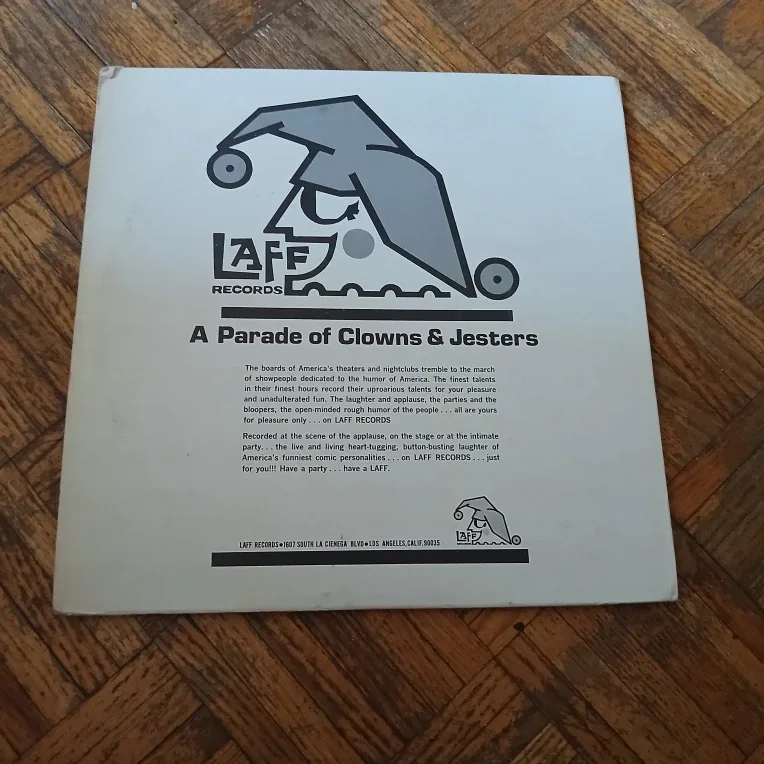 LAFF
RECORDS
A Parade of Clowns & Jesters
The boards of America's theaters and nightclubs tremble to the march
of showpeople dedicated to the humor of America. The finest talents
in their finest hours record their uproarious talents for your pleasure
and unadulterated fun. The laughter and applause, the parties and the
bloopers, the open-minded rough humor of the people . . . all are yours
for pleasure only . . . on LAFF RECORDS
Recorded at the scene of the applause, on the stage or at the intimate
party. . . the live and living heart-tugging, button-busting laughter of
America's funniest comic personalities . . . on LAFF RECORDS . . . just
for you!!! Have a party . . . have a LAFF.
LAFF
LAFF RECORDS●1607 SOUTH LA CIENEGA BLVD●LOS ANGELES, CALIF. 90035